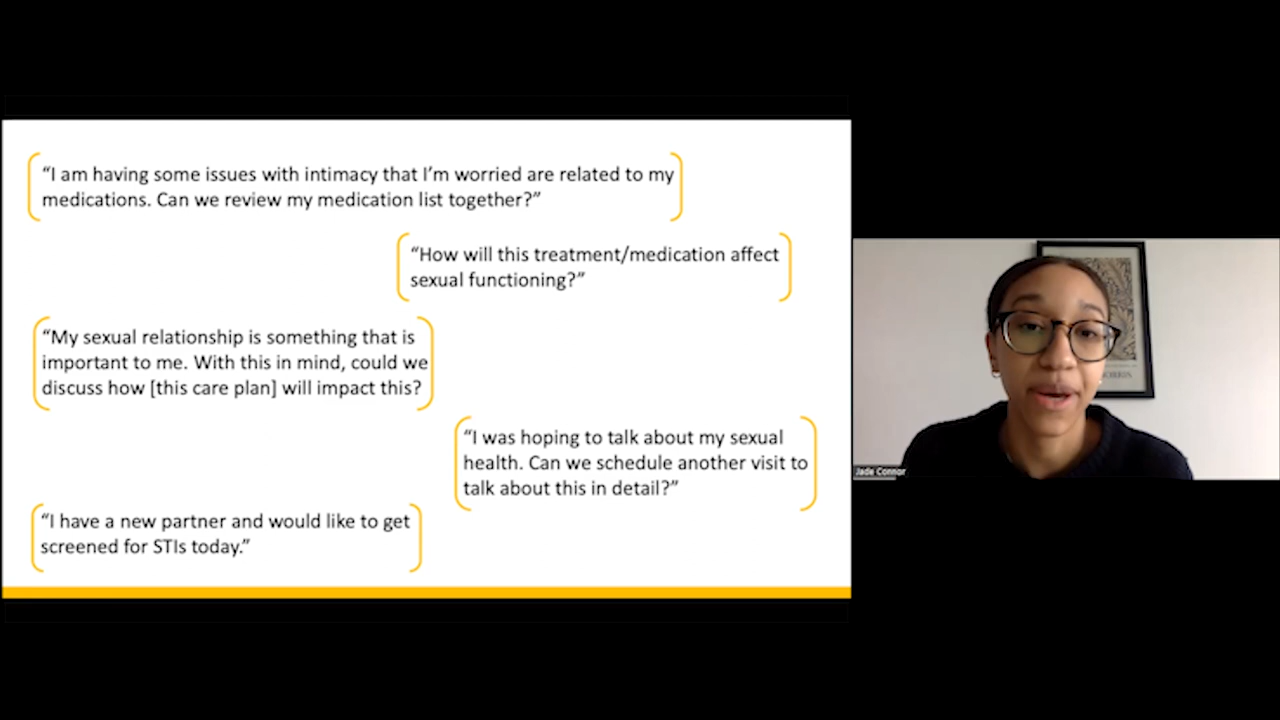 “I am having some issues with intimacy that I’m worried are related to my
medications. Can we review my medication list together?”
“How will this treatment/medication affect
sexual functioning?”
“My sexual relationship is something that is
important to me. With this in mind, could we
discuss how [this care plan] will impact this?
“I was hoping to talk about my sexual
health. Can we schedule another visit to
talk about this in detail?”
“I have a new partner and would like to get
screened for STIs today.”
Jade Connor